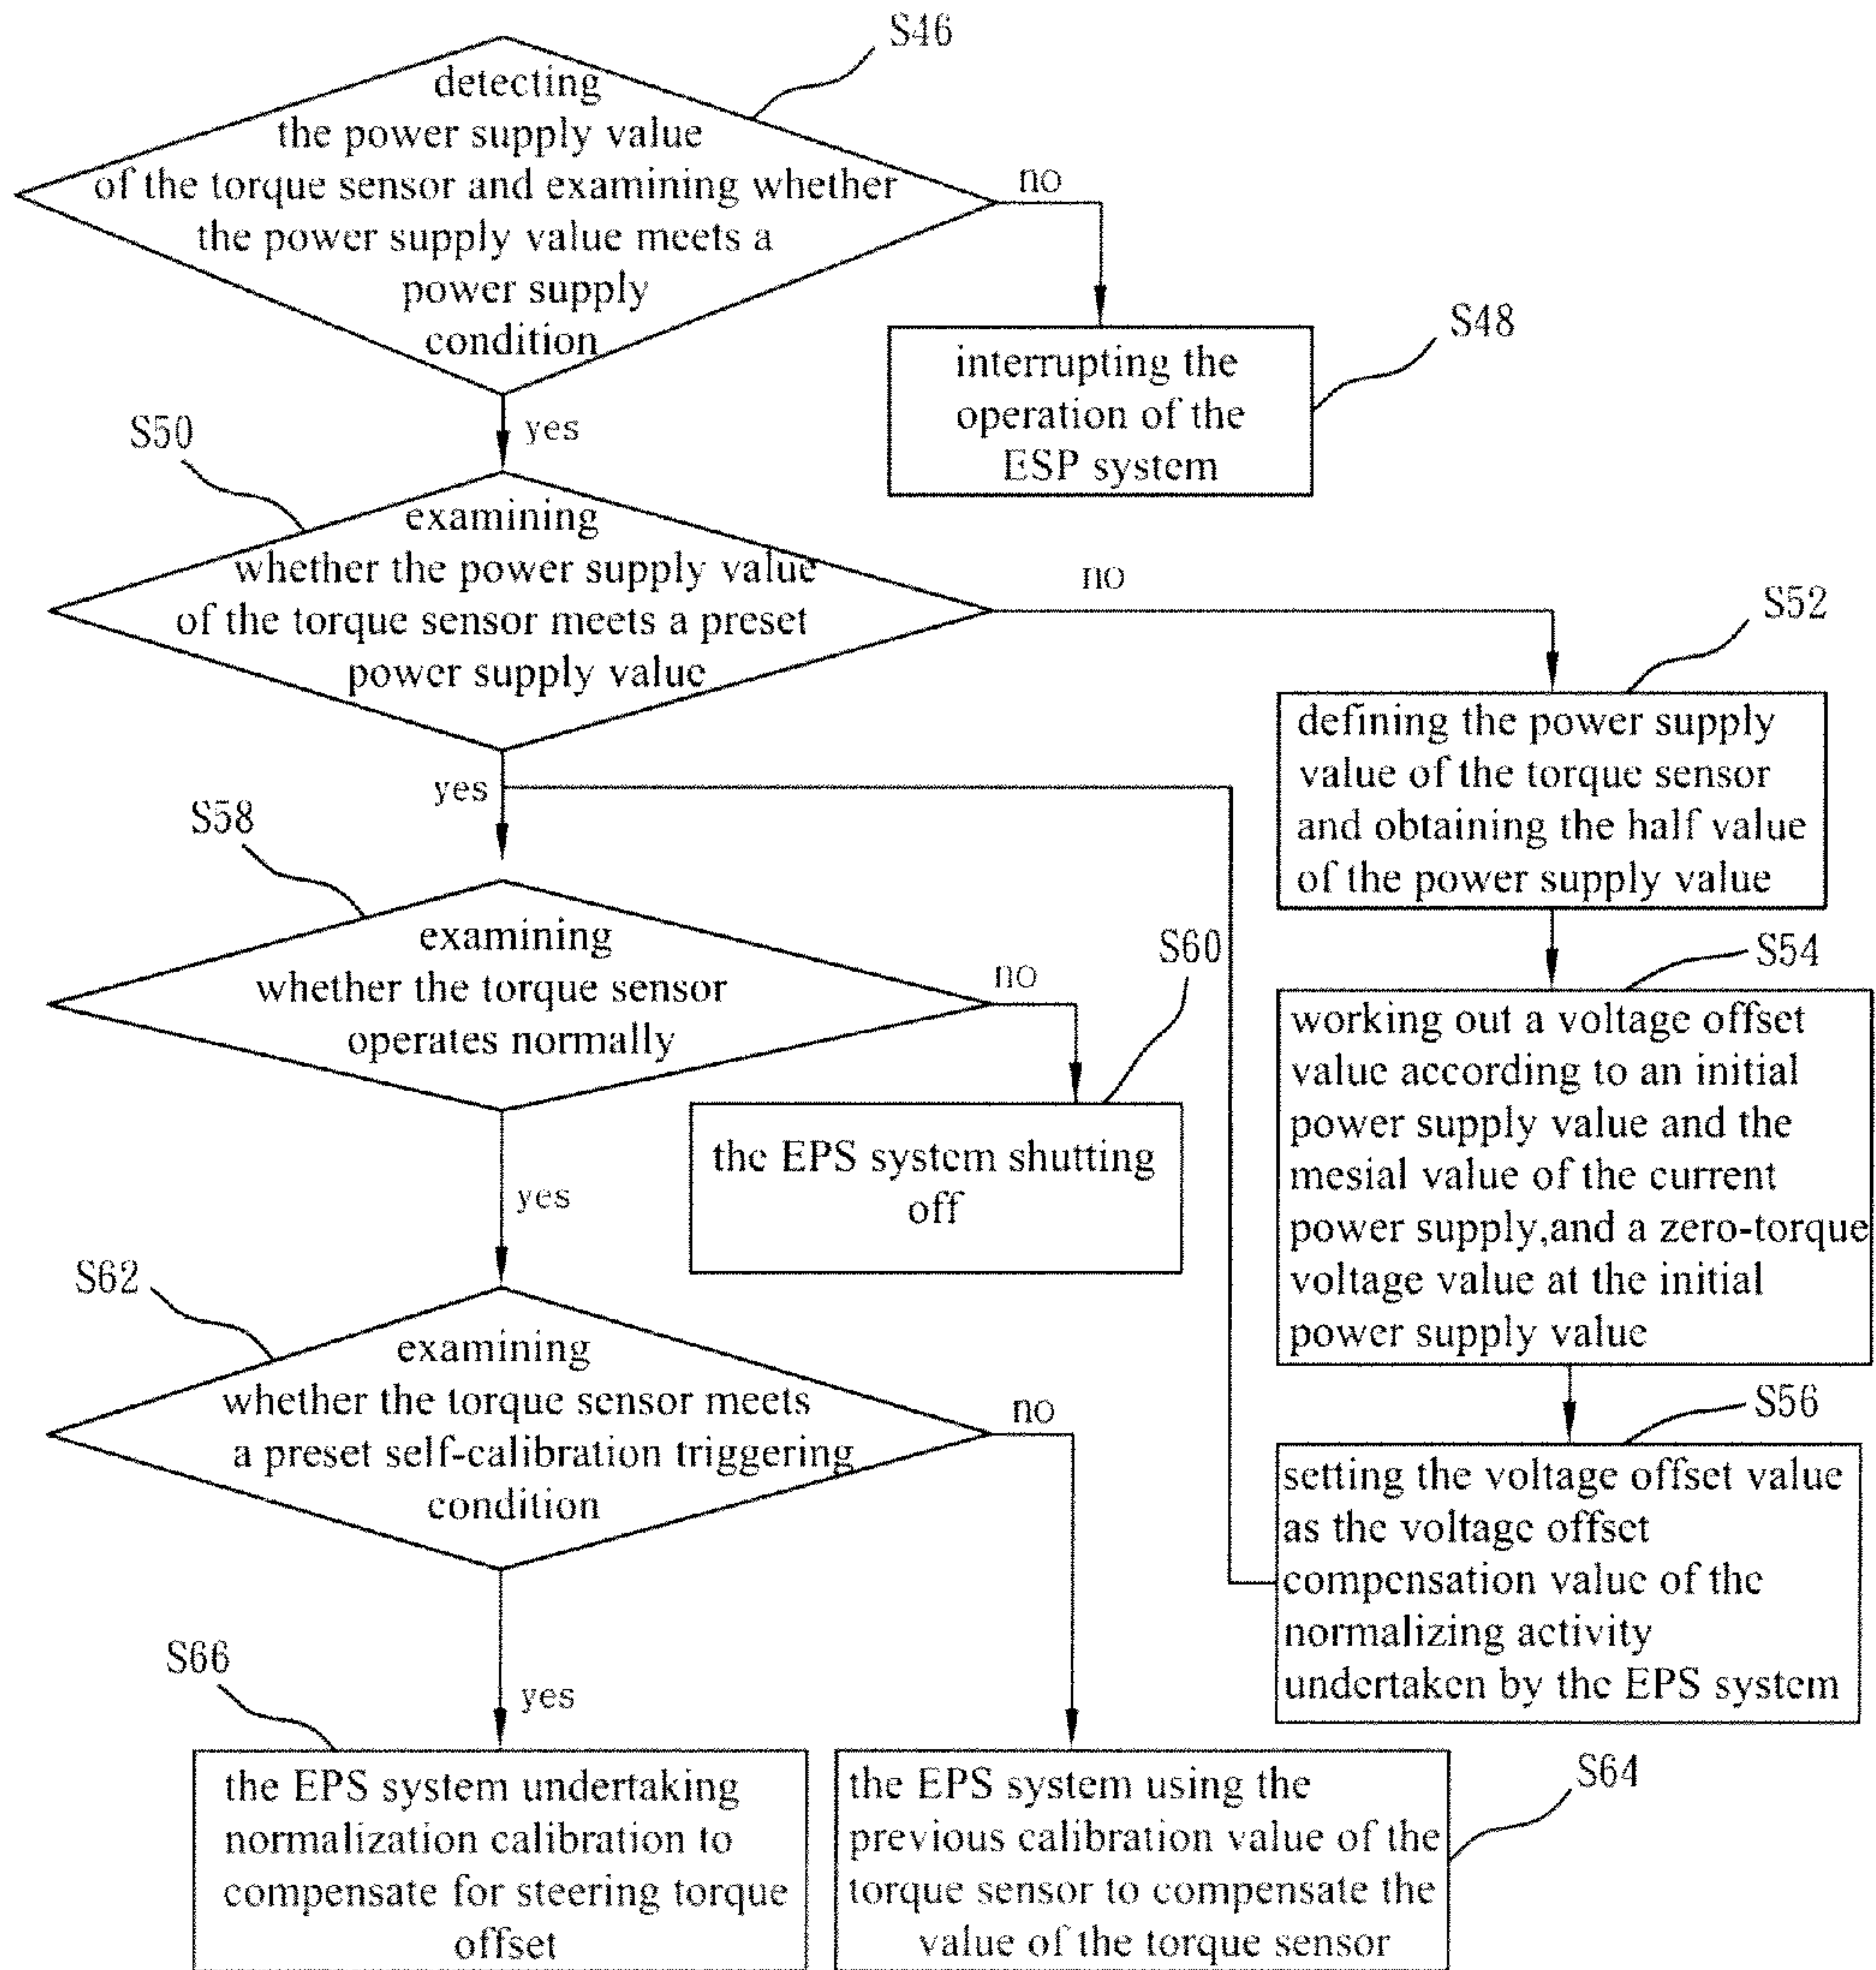 S46
detecting
the power supply value
of the torque sensor and examining whether
the power supply value meets a
power supply
condition
no
yes
S48
interrupting the
operation of the
ESP system
S50
examining
whether the power supply value
of the torque sensor meets a preset
power supply value
no
yes
S52
defining the power supply
value of the torque sensor
and obtaining the half value
of the power supply value
S54
working out a voltage offset
value according to an initial
power supply value and the
mesial value of the current
power supply,and a zero-torque
voltage value at the initial
power supply value
S56
setting the voltage offset value
as the voltage offset
compensation value of the
normalizing activity
undertaken by the EPS system
S58
examining
whether the torque sensor
operates normally
no
yes
S60
the EPS system shutting
off
S62
examining
whether the torque sensor meets
a preset self-calibration triggering
condition
no
yes
S66
the EPS system undertaking
normalization calibration to
compensate for steering torque
offset
S64
the EPS system using the
previous calibration value of the
torque sensor to compensate the
value of the torque sensor